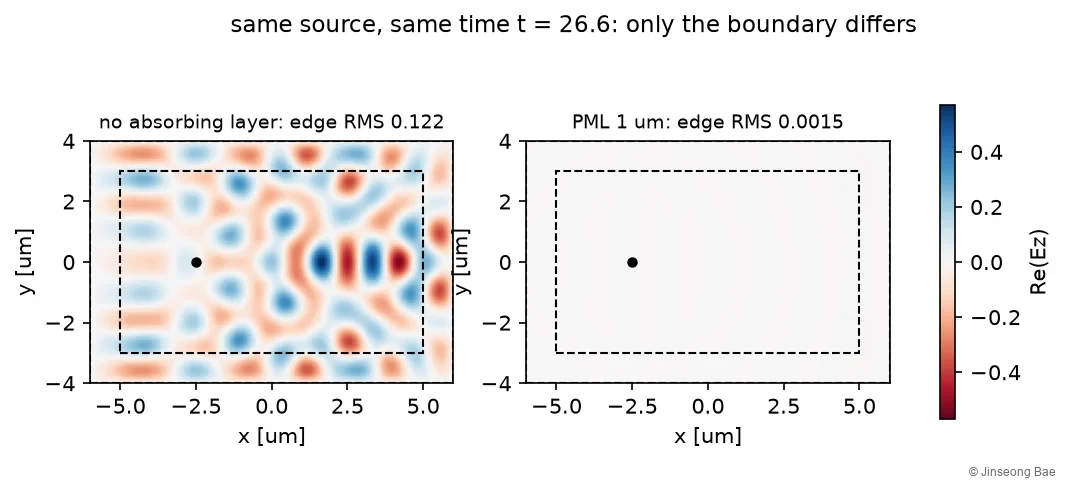 same source, same time t = 26.6: only the boundary differs
no absorbing layer: edge RMS 0.122
4
2
0
−2
−4
y [um]
−5.0 −2.5 0.0 2.5 5.0
x [um]
PML 1 um: edge RMS 0.0015
4
2
0
−2
−4
y [um]
−5.0 −2.5 0.0 2.5 5.0
x [um]
0.4
0.2
0.0
−0.2
−0.4
Re(Ez)
© Jinseong Bae